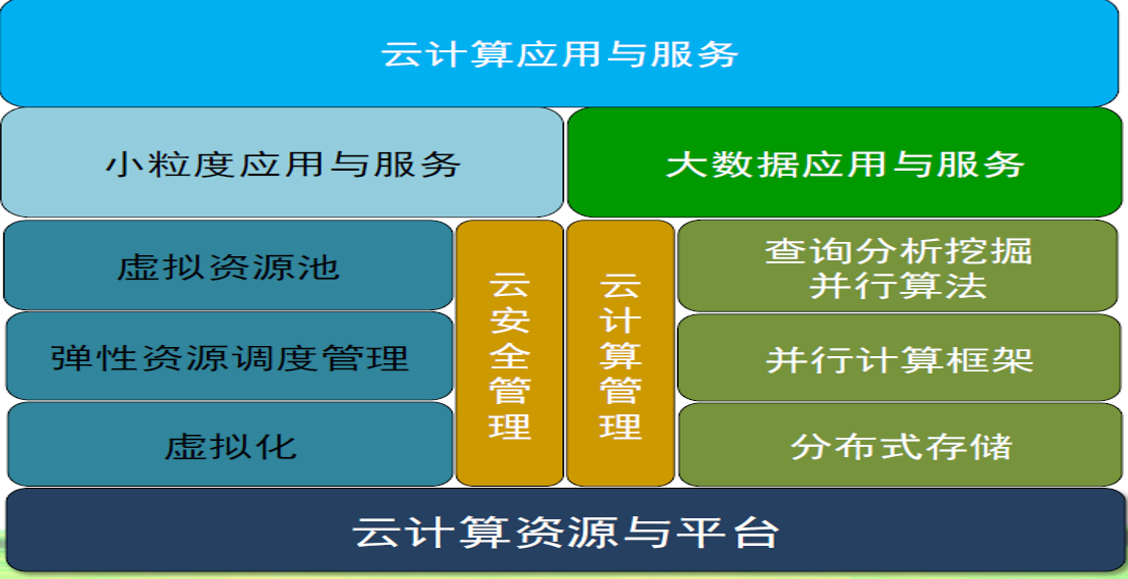 云计算应用与服务
小粒度应用与服务
大数据应用与服务
虚拟资源池
弹性资源调度管理
虚拟化
云安全管理
云计算管理
查询分析挖掘
并行算法
并行计算框架
分布式存储
云计算资源与平台